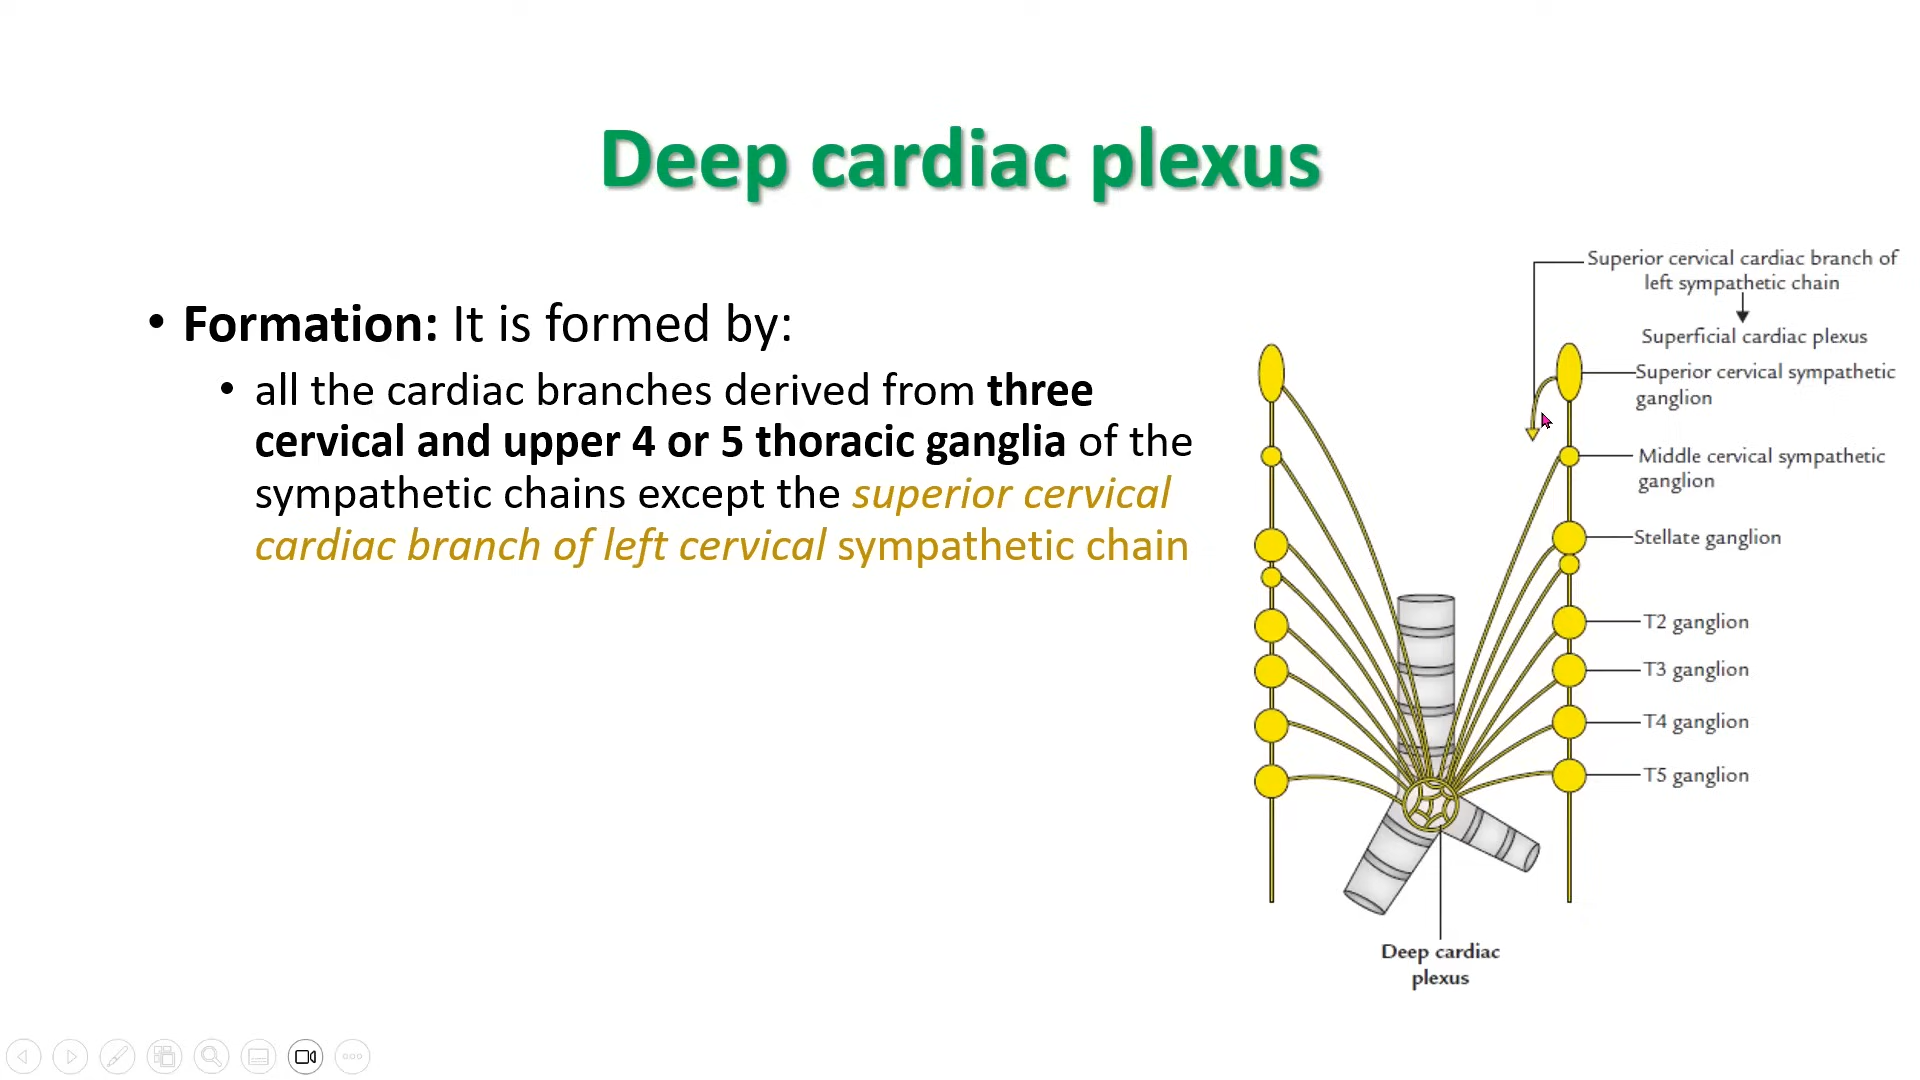 Deep cardiac plexus
• Formation: It is formed by:
• all the cardiac branches derived from three
cervical and upper 4 or 5 thoracic ganglia of the
sympathetic chains except the superior cervical
cardiac branch of left cervical sympathetic chain
Superior cervical cardiac branch of
left sympathetic chain
Superficial cardiac plexus
Superior cervical sympathetic
ganglion
Middle cervical sympathetic
ganglion
Stellate ganglion
T2 ganglion
T3 ganglion
T4 ganglion
T5 ganglion
Deep cardiac
plexus